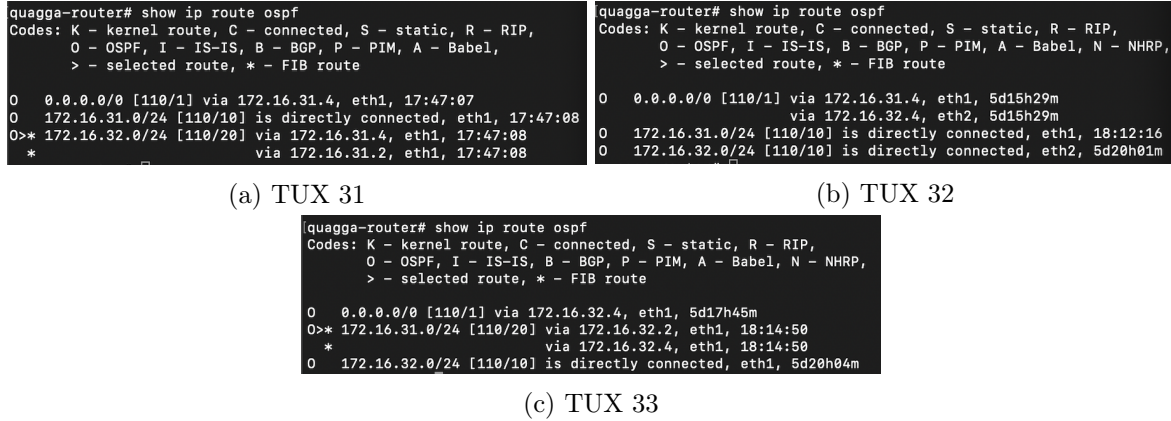 quagga-router# show ip route ospf
Codes: K – kernel route, C – connected, S – static, R – RIP,
O – OSPF, I – IS-IS, B – BGP, P – PIM, A – Babel,
> – selected route, * – FIB route
O 0.0.0.0/0 [110/1] via 172.16.31.4, eth1, 17:47:07
O 172.16.31.0/24 [110/10] is directly connected, eth1, 17:47:08
O>* 172.16.32.0/24 [110/20] via 172.16.31.4, eth1, 17:47:08
* via 172.16.31.2, eth1, 17:47:08
(a) TUX 31
[quagga-router# show ip route ospf
Codes: K – kernel route, C – connected, S – static, R – RIP,
O – OSPF, I – IS-IS, B – BGP, P – PIM, A – Babel, N – NHRP,
> – selected route, * – FIB route
O 0.0.0.0/0 [110/1] via 172.16.31.4, eth1, 5d15h29m
via 172.16.32.4, eth2, 5d15h29m
O 172.16.31.0/24 [110/10] is directly connected, eth1, 18:12:16
O 172.16.32.0/24 [110/10] is directly connected, eth2, 5d20h01m
(b) TUX 32
[quagga-router# show ip route ospf
Codes: K – kernel route, C – connected, S – static, R – RIP,
O – OSPF, I – IS-IS, B – BGP, P – PIM, A – Babel, N – NHRP,
> – selected route, * – FIB route
O 0.0.0.0/0 [110/1] via 172.16.32.4, eth1, 5d17h45m
O>* 172.16.31.0/24 [110/20] via 172.16.32.2, eth1, 18:14:50
* via 172.16.32.4, eth1, 18:14:50
O 172.16.32.0/24 [110/10] is directly connected, eth1, 5d20h04m
(c) TUX 33